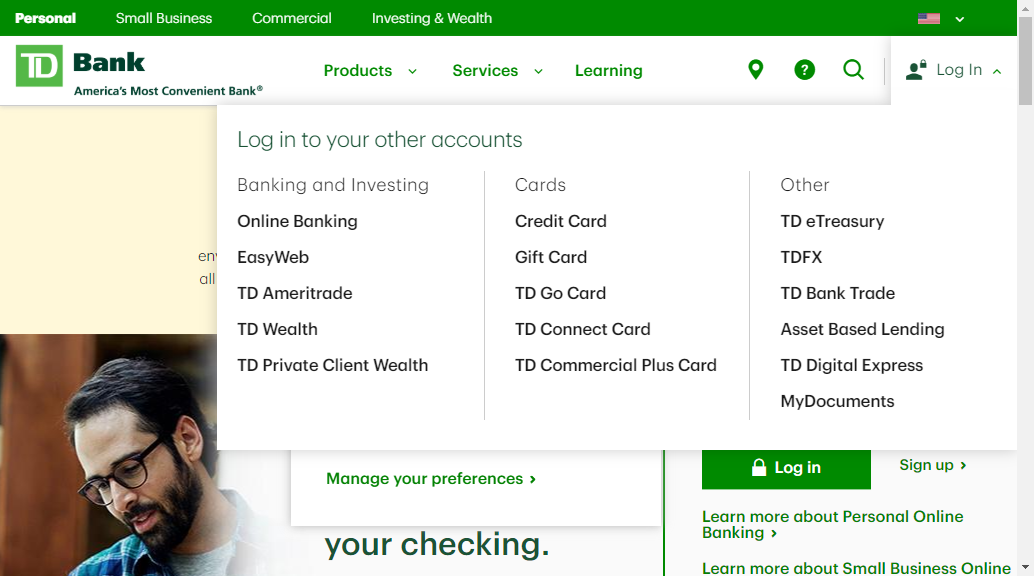 Personal Small Business Commercial Investing & Wealth
TD Bank
America's Most Convenient Bank®
Products Services Learning ? Log In
Log in to your other accounts
Banking and Investing
Online Banking
EasyWeb
TD Ameritrade
TD Wealth
TD Private Client Wealth
Cards
Credit Card
Gift Card
TD Go Card
TD Connect Card
TD Commercial Plus Card
Other
TD eTreasury
TDFX
TD Bank Trade
Asset Based Lending
TD Digital Express
MyDocuments
all
Manage your preferences ›
your checking.
Log in
Sign up ›
Learn more about Personal Online
Banking ›
Learn more about Small Business Online